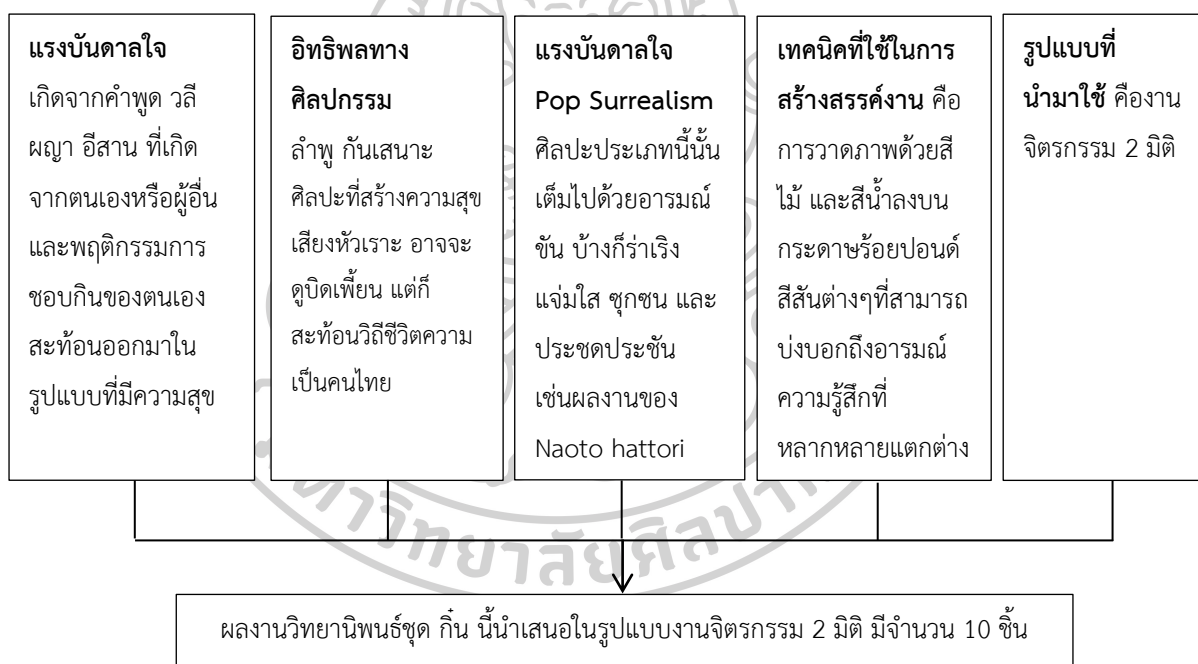 แรงบันดาลใจ
เกิดจากคำพูด วลี
ผญา อีสาน ที่เกิด
จากตนเองหรือผู้อื่น
และพฤติกรรมการ
ชอบกินของตนเอง
สะท้อนออกมาใน
รูปแบบที่มีความสุข
อิทธิพลทาง
ศิลปกรรม
ลำพู กันเสนาะ
ศิลปะที่สร้างความสุข
เสียงหัวเราะ อาจจะ
ดูบิดเพี้ยน แต่ก็
สะท้อนวิถีชีวิตความ
เป็นคนไทย
แรงบันดาลใจ
Pop Surrealism
ศิลปะประเภทนี้นั้น
เต็มไปด้วยอารมณ์
ขัน บ้างก็ร่าเริง
แจ่มใส ซุกซน และ
ประชดประชัน
เช่นผลงานของ
Naoto hattori
เทคนิคที่ใช้ในการ
สร้างสรรค์งาน คือ
การวาดภาพด้วยสี
ไม้ และสีน้ำลงบน
กระดาษร้อยปอนด์
สีสันต่างๆที่สามารถ
บ่งบอกถึงอารมณ์
ความรู้สึกที่
หลากหลายแตกต่าง
รูปแบบที่
นำมาใช้ คืองาน
จิตรกรรม 2 มิติ
ผลงานวิทยานิพนธ์ชุด กิ๋น นี้นำเสนอในรูปแบบงานจิตรกรรม 2 มิติ มีจำนวน 10 ชิ้น